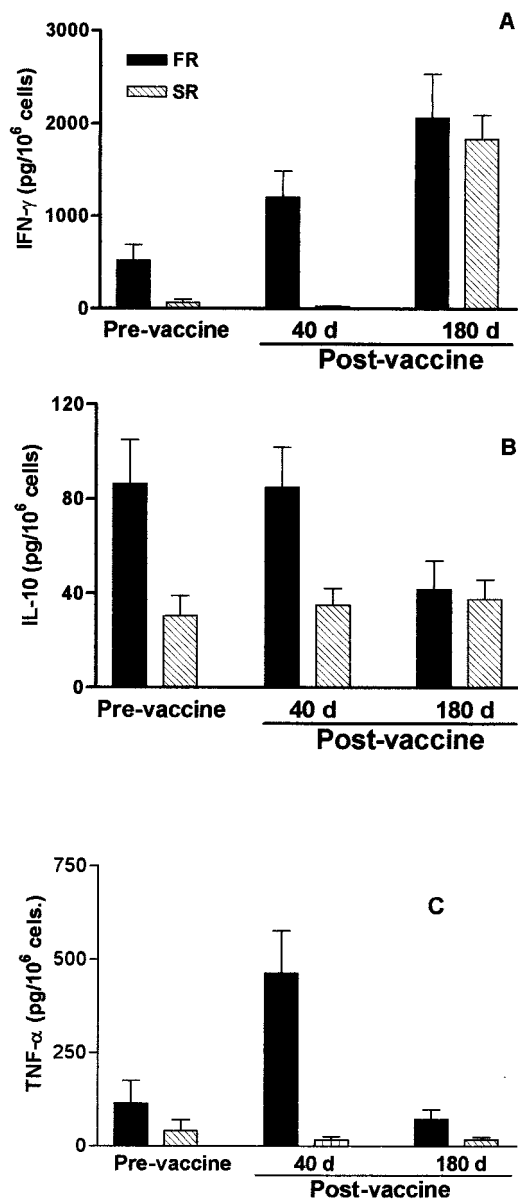 A
3000
2000
1000
0
IFN-γ (pg/10⁶ cells)
FR
SR
Pre-vaccine 40 d 180 d
Post-vaccine
B
120
80
40
0
IL-10 (pg/10⁶ cells)
Pre-vaccine 40 d 180 d
Post-vaccine
C
750
500
250
0
TNF-α (pg/10⁶ cels.)
Pre-vaccine 40 d 180 d
Post-vaccine